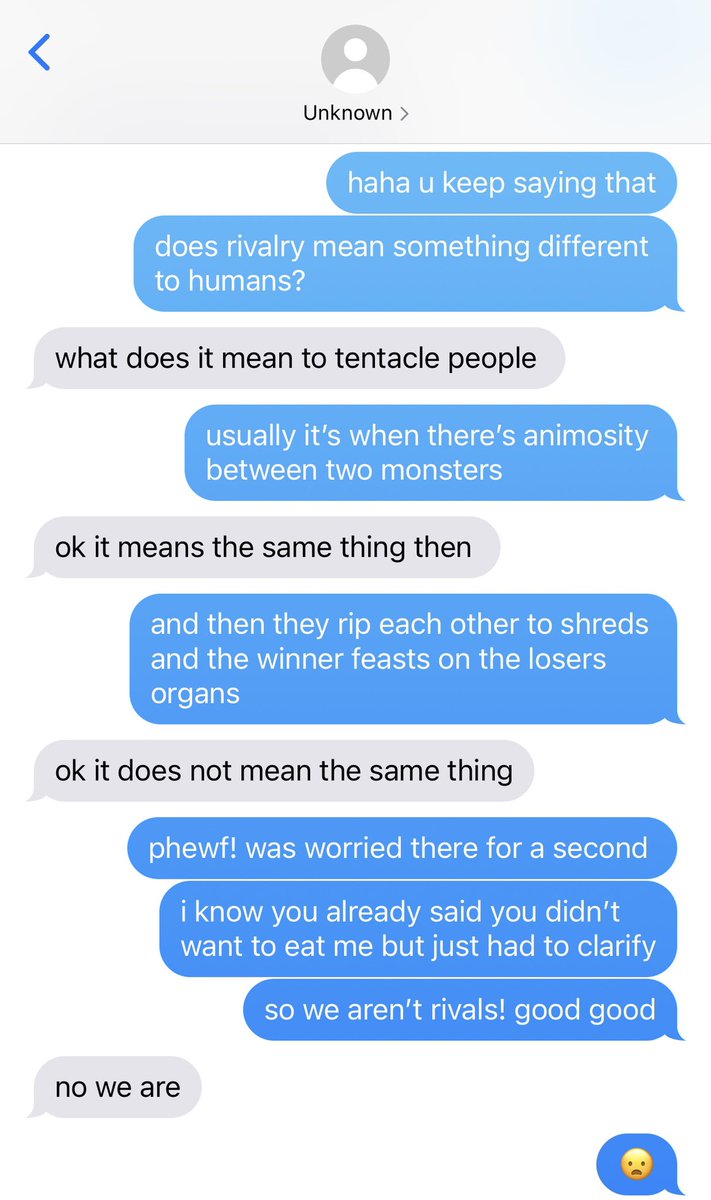 Unknown
haha u keep saying that
does rivalry mean something different
to humans?
what does it mean to tentacle people
usually it’s when there’s animosity
between two monsters
ok it means the same thing then
and then they rip each other to shreds
and the winner feasts on the losers
organs
ok it does not mean the same thing
phewf! was worried there for a second
i know you already said you didn’t
want to eat me but just had to clarify
so we aren’t rivals! good good
no we are
😦